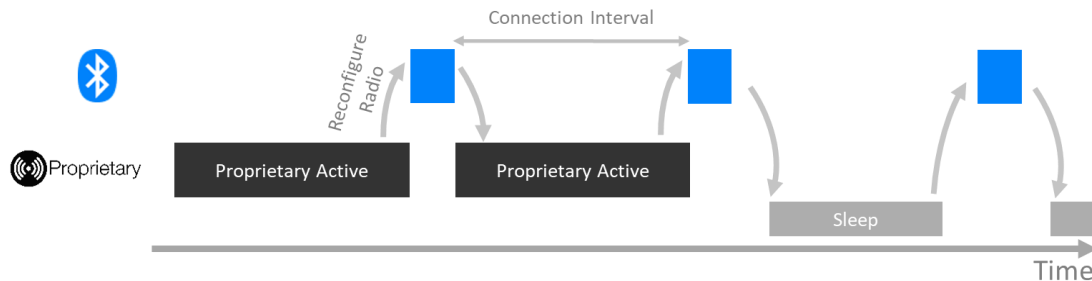 Connection Interval
Reconfigure
Radio
Proprietary
Proprietary Active
Proprietary Active
Sleep
Time